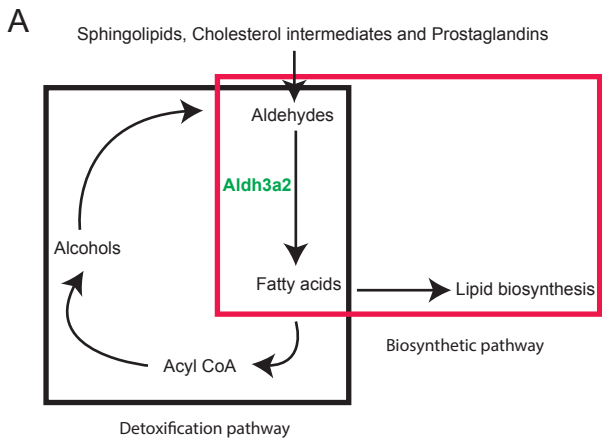 A
Sphingolipids, Cholesterol intermediates and Prostaglandins
Aldehydes
Aldh3a2
Alcohols
Fatty acids
Lipid biosynthesis
Biosynthetic pathway
Acyl CoA
Detoxification pathway